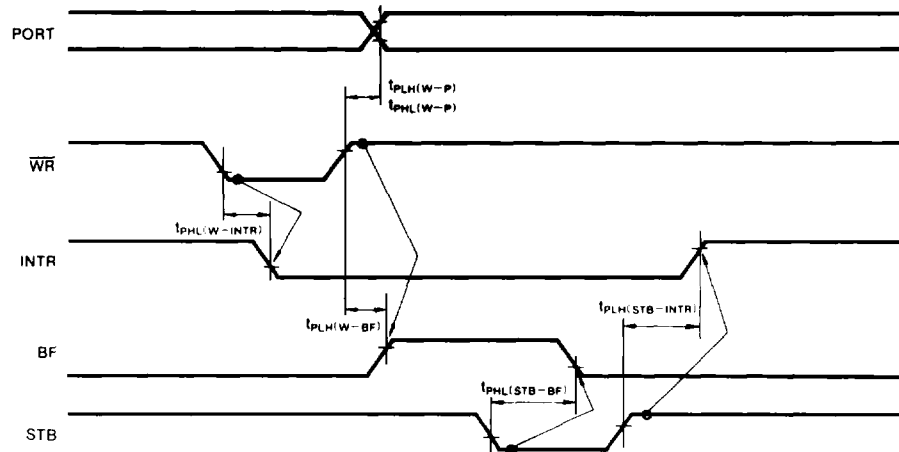 PORT
tPLH(W-P)
tPHL(W-P)
WR
tPHL(W-INTR)
INTR
tPLH(STB-INTR)
tPLH(W-BF)
BF
tPHL(STB-BF)
STB